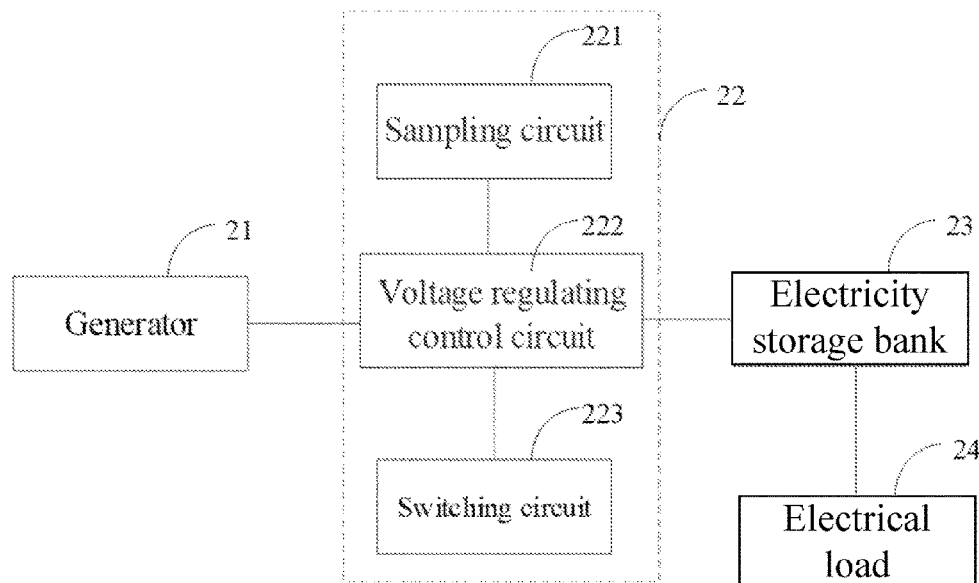 221
Sampling circuit
22
21
Generator
222
Voltage regulating
control circuit
23
Electricity
storage bank
223
Switching circuit
24
Electrical
load